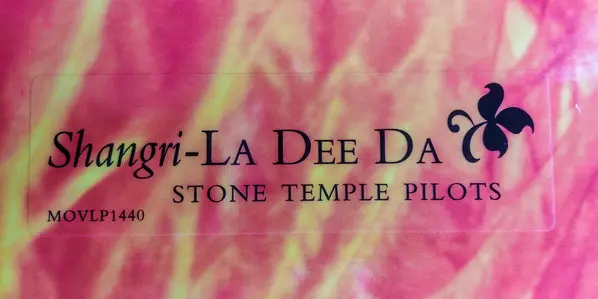 Shangri-La Dee Da
STONE TEMPLE PILOTS
MOVLP1440